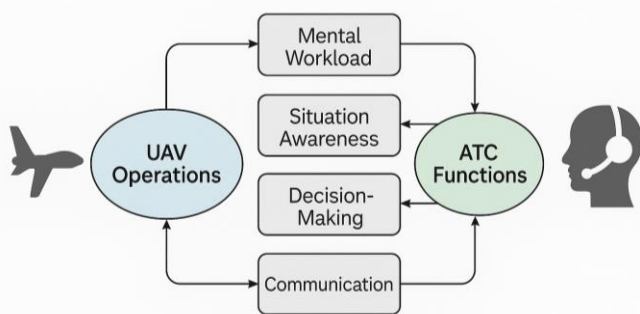 Mental
Workload
Situation
Awareness
UAV
Operations
ATC
Functions
Decision-
Making
Communication